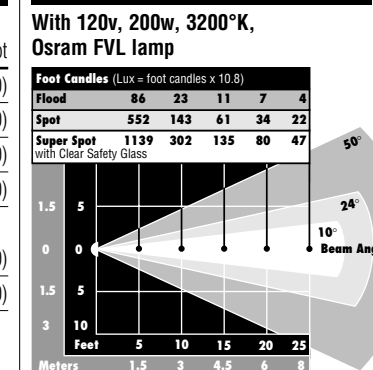 With 120v, 200w, 3200°K,
Osram FVL lamp
ot
)
)
)
)
)
)
Foot Candles (Lux = foot candles x 10.8)
Flood 86 23 11 7 4
Spot 552 143 61 34 22
Super Spot 1139 302 135 80 47
with Clear Safety Glass
50°
24°
10°
Beam Ang
1.5 5
0 0
1.5 5
3 10
Feet 5 10 15 20 25
Meters 1.5 3 4.5 6 8